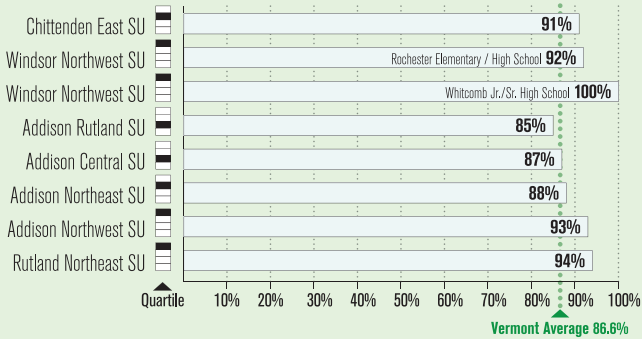 Chittenden East SU 91%
Windsor Northwest SU Rochester Elementary / High School 92%
Windsor Northwest SU Whitcomb Jr./Sr. High School 100%
Addison Rutland SU 85%
Addison Central SU 87%
Addison Northeast SU 88%
Addison Northwest SU 93%
Rutland Northeast SU 94%
Quartile 10% 20% 30% 40% 50% 60% 70% 80% 90% 100%
Vermont Average 86.6%